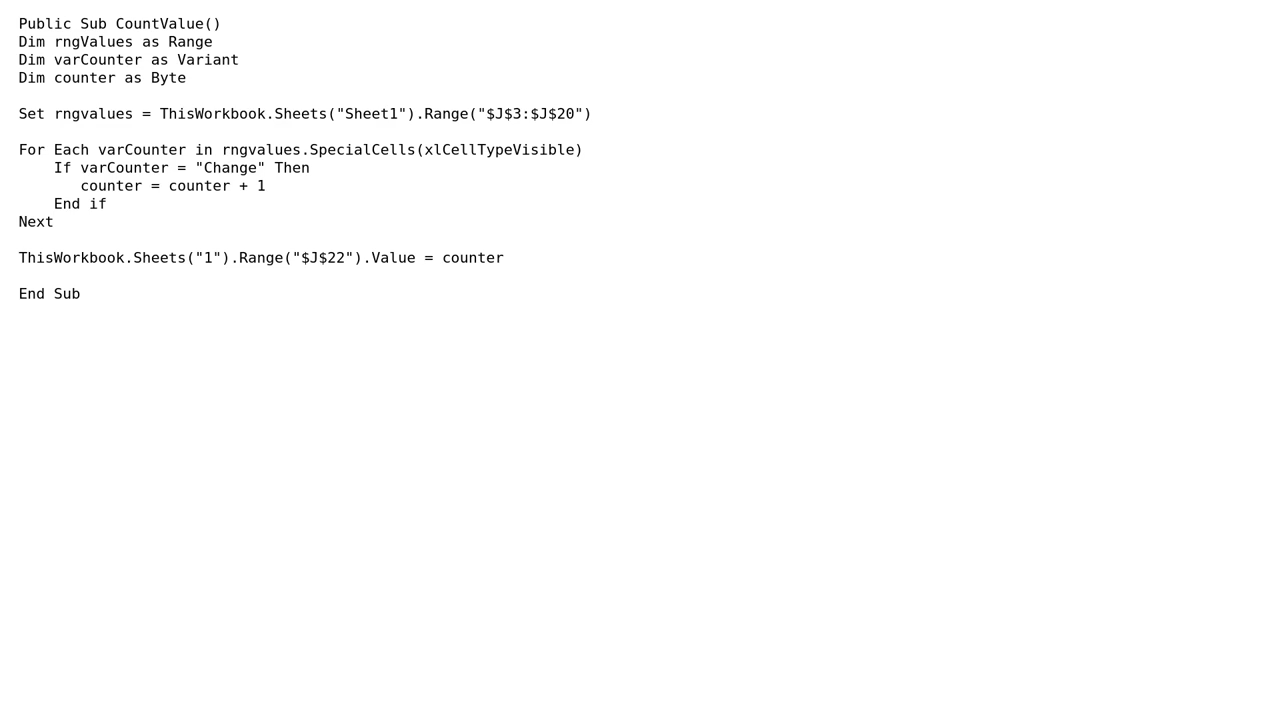 Public Sub CountValue()
Dim rngValues as Range
Dim varCounter as Variant
Dim counter as Byte

Set rngvalues = ThisWorkbook.Sheets("Sheet1").Range("$J$3:$J$20")

For Each varCounter in rngvalues.SpecialCells(xlCellTypeVisible)
    If varCounter = "Change" Then
       counter = counter + 1
    End if
Next

ThisWorkbook.Sheets("1").Range("$J$22").Value = counter

End Sub